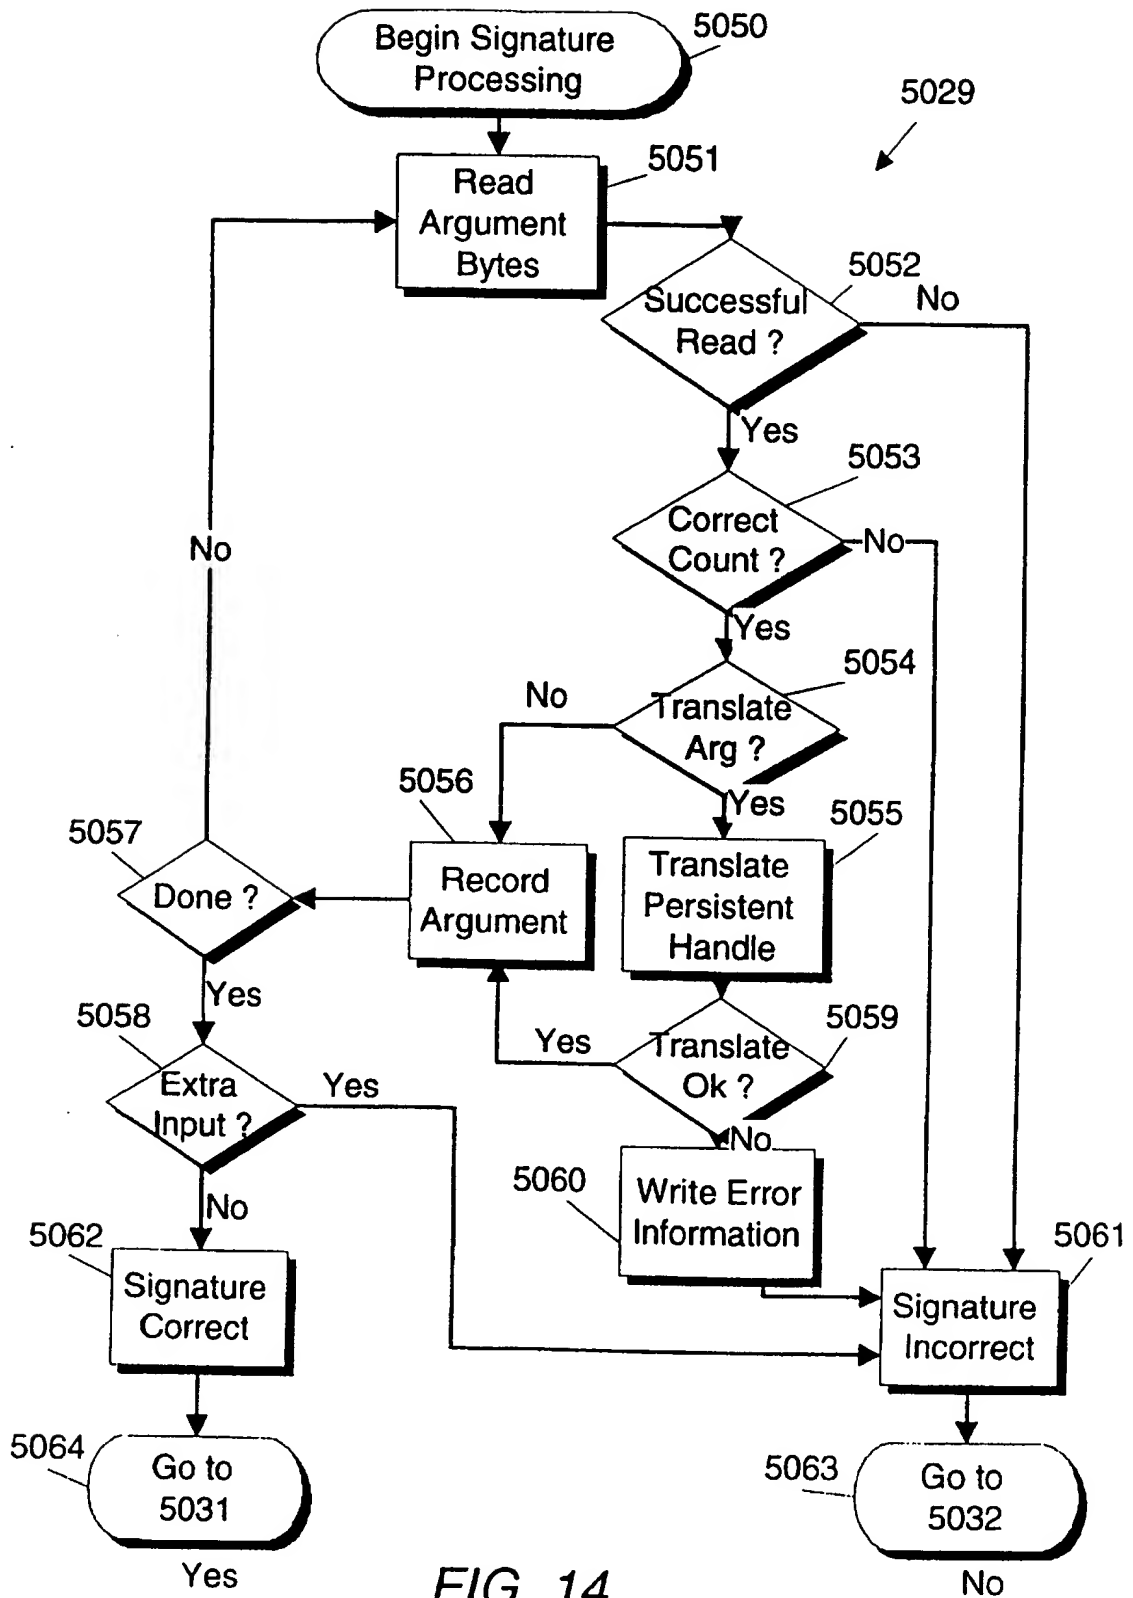 Begin Signature
Processing
5050
5029
Read
Argument
Bytes
5051
Successful
Read ?
5052
No
Yes
Correct
Count ?
5053
No
No
Yes
Translate
Arg ?
5054
No
Yes
5056
5055
5057
Done ?
Record
Argument
Translate
Persistent
Handle
Yes
5058
Extra
Input ?
Yes
Yes
Translate
Ok ?
5059
No
No
5060
Write Error
Information
5062
Signature
Correct
5061
Signature
Incorrect
5064
Go to
5031
5063
Go to
5032
Yes
FIG. 14
No